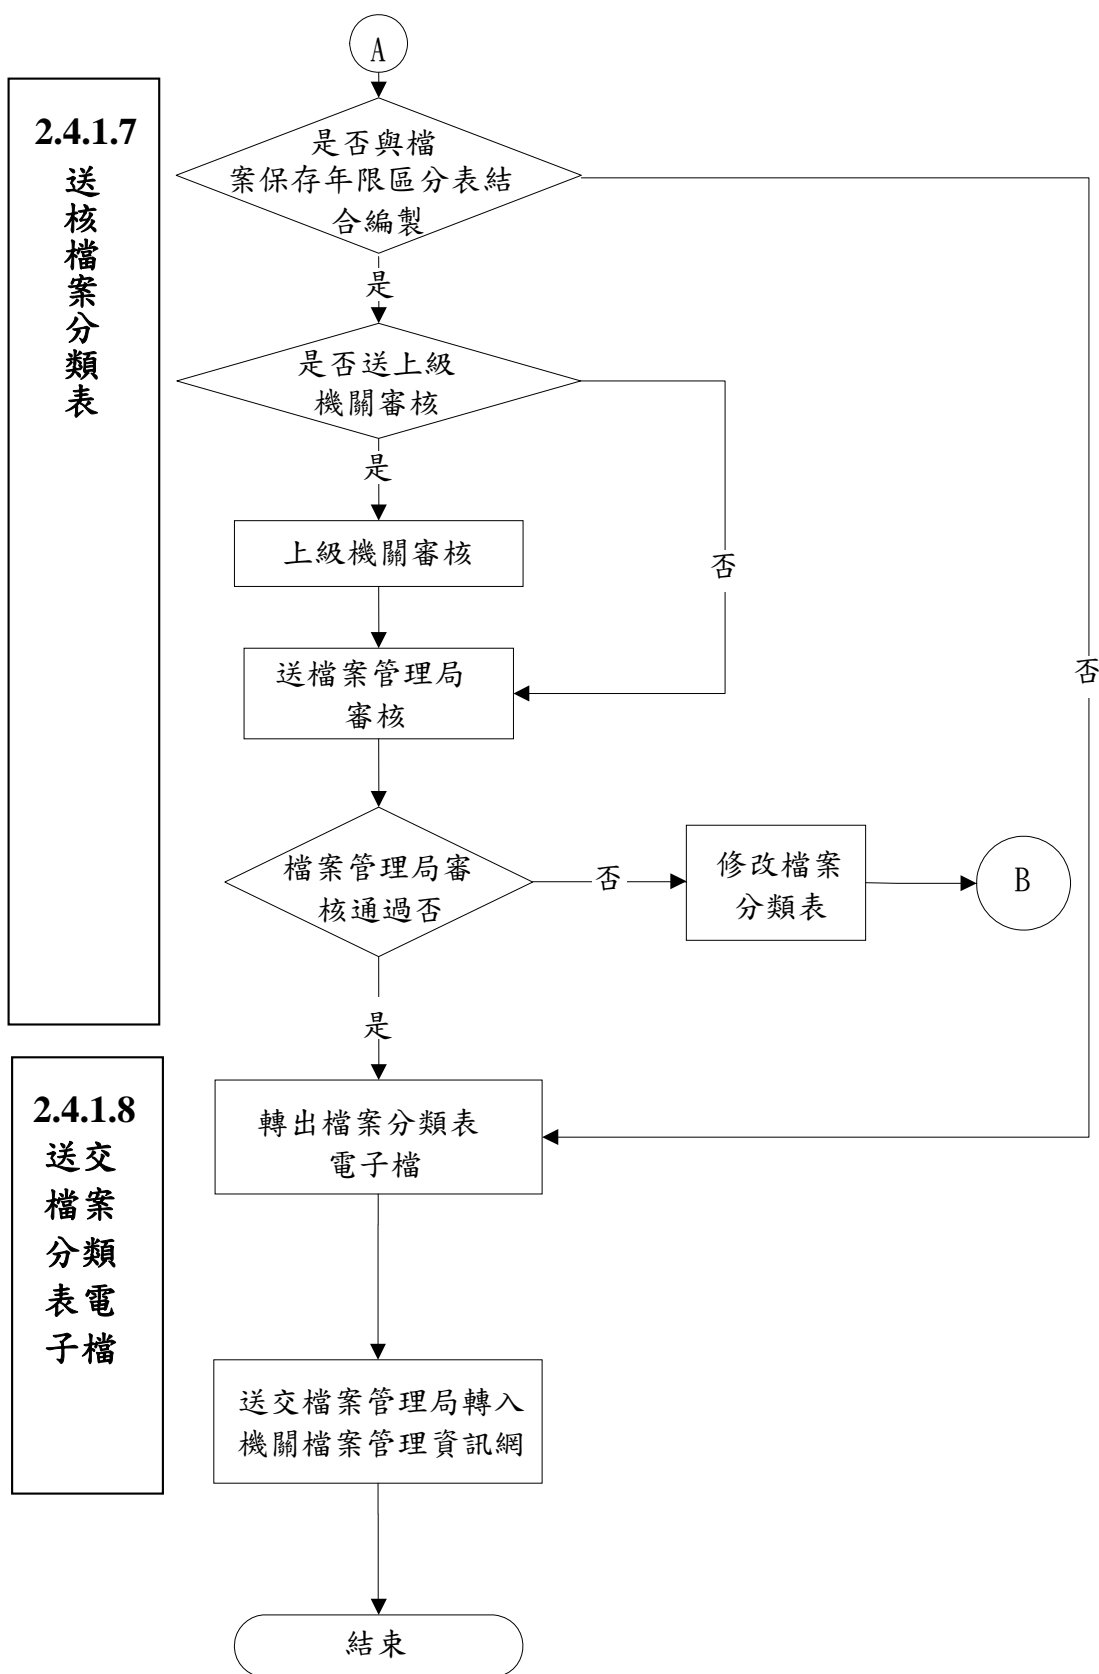 A
2.4.1.7
送
核
檔
案
分
類
表
是否與檔
案保存年限區分表結
合編製
是
是否送上級
機關審核
是
上級機關審核
否
送檔案管理局
審核
否
檔案管理局審
核通過否
否
修改檔案
分類表
B
是
2.4.1.8
送交
檔案
分類
表電
子檔
轉出檔案分類表
電子檔
送交檔案管理局轉入
機關檔案管理資訊網
結束